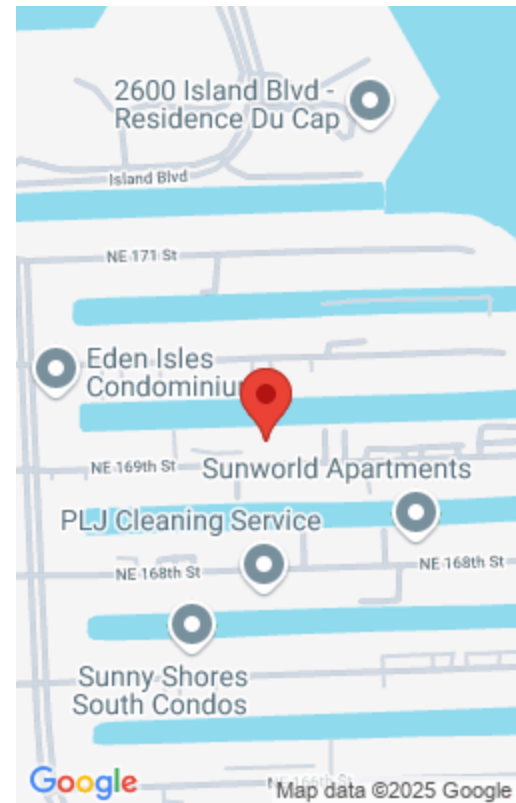 2600 Island Blvd -
Residence Du Cap
Island Blvd
NE 171 St
Eden Isles
NE 169th St
Sunworld Apartments
PLJ Cleaning Service
NE 168th St
NE 168th St
Sunny Shores
South Condos
Google
Map data ©2025 Google